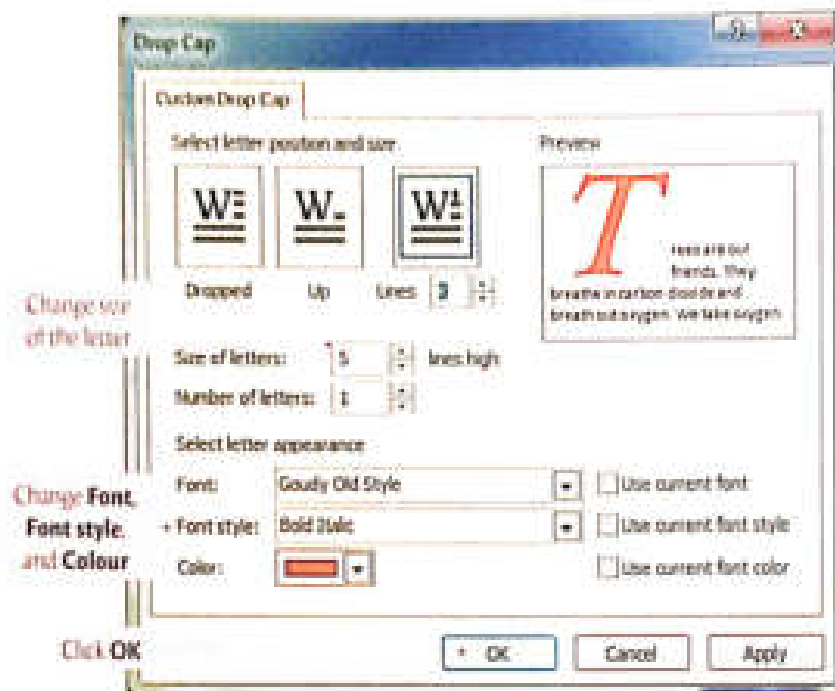 Drop Cap
Custom Drop Cap
Select letter position and size
Preview
W W W
Dropped Up Lines 3
T
rees are our
friends. They
breathe in carbon dioxide and
breath out oxygen. We take oxygen
Change size
of the letter
Size of letters: 5 lines high
Number of letters: 1
Select letter appearance
Font: Goudy Old Style Use current font
Change Font,
Font style,
and Colour
Font style: Bold Italic Use current font style
Color: Use current font color
Click OK
OK Cancel Apply